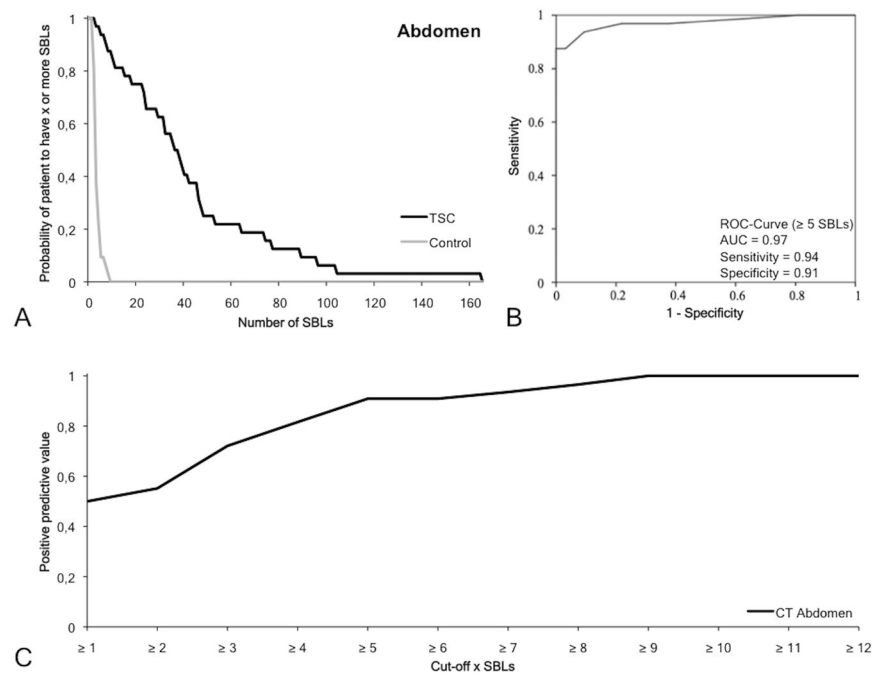 Abdomen
Probability of patient to have x or more SBLs
1
0,8
0,6
0,4
0,2
0
0 20 40 60 80 100 120 140 160
Number of SBLs
TSC
Control
A
Sensitivity
1
0.8
0.6
0.4
0.2
0
0 0.2 0.4 0.6 0.8 1
1 - Specificity
ROC-Curve (≥ 5 SBLs)
AUC = 0.97
Sensitivity = 0.94
Specificity = 0.91
B
Positive predictive value
1
0,8
0,6
0,4
0,2
0
≥ 1 ≥ 2 ≥ 3 ≥ 4 ≥ 5 ≥ 6 ≥ 7 ≥ 8 ≥ 9 ≥ 10 ≥ 11 ≥ 12
Cut-off x SBLs
CT Abdomen
C